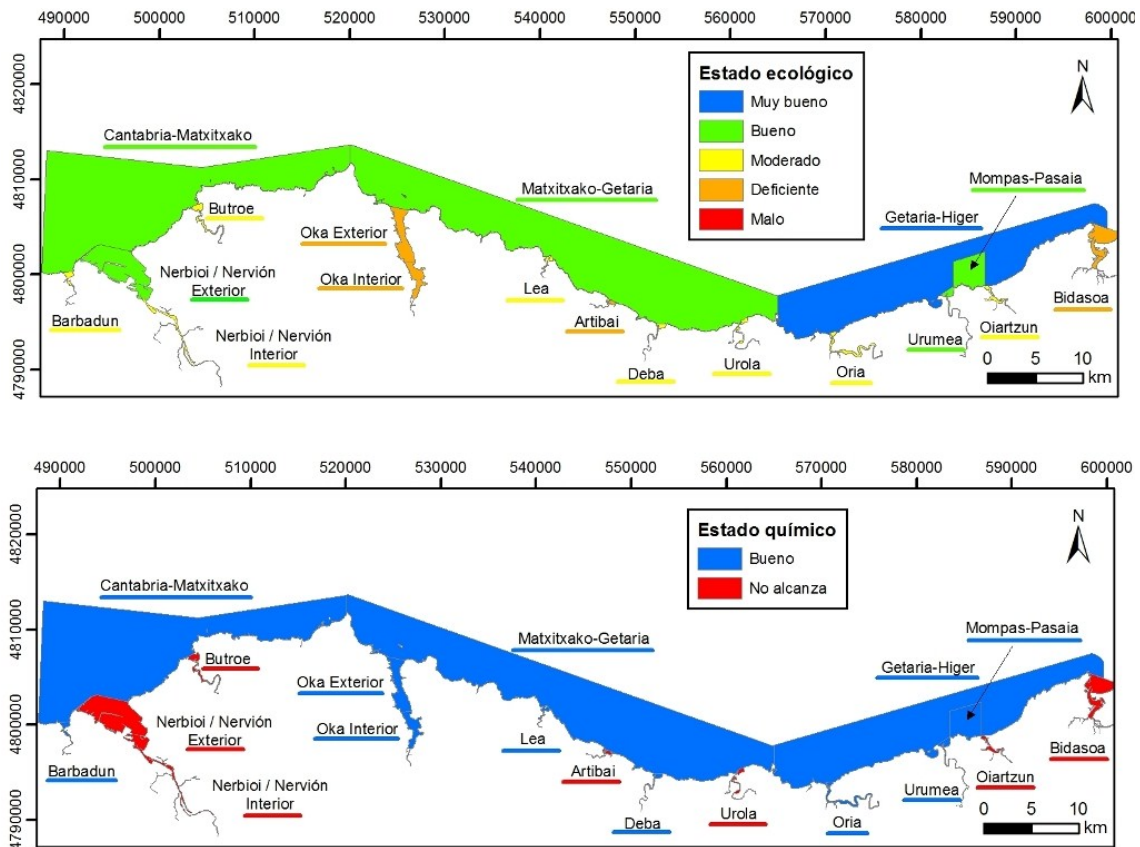 490000 500000 510000 520000 530000 540000 550000 560000 570000 580000 590000 600000
4820000
4810000
4800000
4790000
Estado ecológico
Muy bueno
Bueno
Moderado
Deficiente
Malo
N
Cantabria-Matxitxako
Butroe
Nerbioi / Nervión
Exterior
Barbadun
Nerbioi / Nervión
Interior
Oka Exterior
Oka Interior
Matxitxako-Getaria
Lea
Artibai
Deba
Urola
Getaria-Higer
Mompas-Pasaia
Oria
Urumea
Oiartzun
Bidasoa
0 5 10
km
490000 500000 510000 520000 530000 540000 550000 560000 570000 580000 590000 600000
4820000
4810000
4800000
4790000
Estado químico
Bueno
No alcanza
N
Cantabria-Matxitxako
Butroe
Nerbioi / Nervión
Exterior
Barbadun
Nerbioi / Nervión
Interior
Oka Exterior
Oka Interior
Matxitxako-Getaria
Lea
Artibai
Deba
Urola
Getaria-Higer
Mompas-Pasaia
Oria
Urumea
Oiartzun
Bidasoa
0 5 10
km